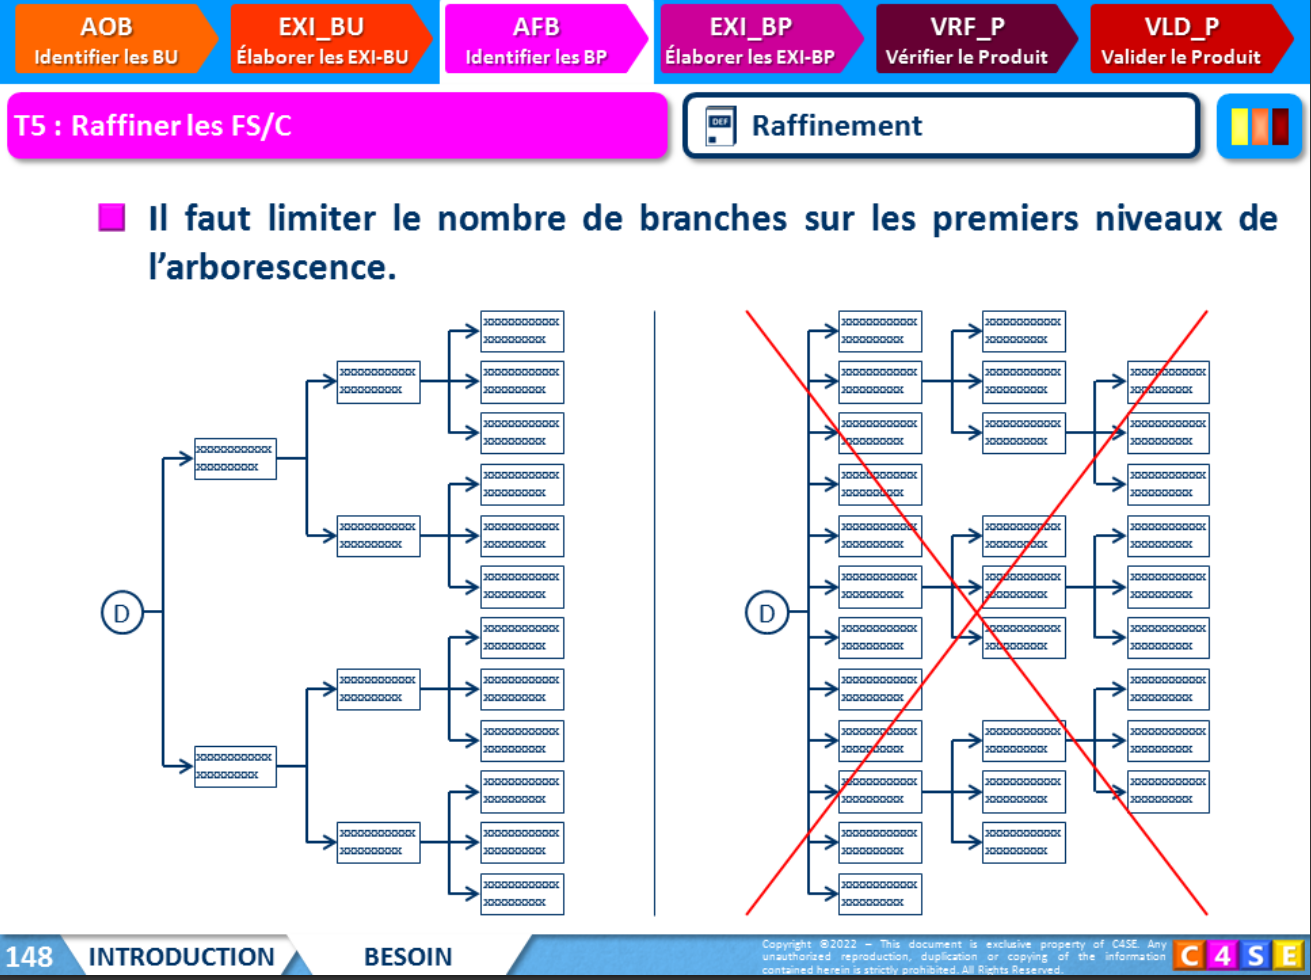 AOB
Identifier les BU
EXI_BU
Élaborer les EXI-BU
AFB
Identifier les BP
EXI_BP
Élaborer les EXI-BP
VRF_P
Vérifier le Produit
VLD_P
Valider le Produit
T5 : Raffiner les FS/C
DEF
Raffinement
Il faut limiter le nombre de branches sur les premiers niveaux de
l'arborescence.
D
D
148
INTRODUCTION
BESOIN
Copyright ©2022 – This document is exclusive property of C4SE. Any
unauthorized reproduction, duplication or copying of the information
contained herein is strictly prohibited. All Rights Reserved.
C4SE